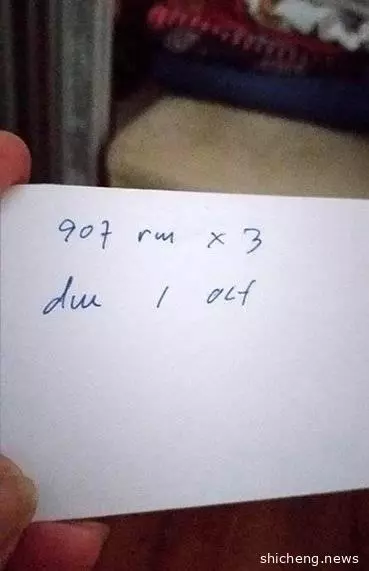 907 rm x 3
due 1 oct
shicheng.news